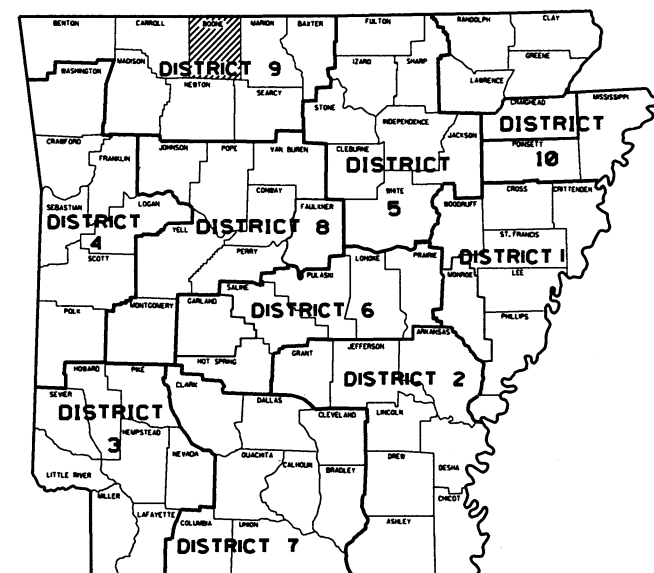 BENTON
CARROLL
BOONE
MARION
BAXTER
FULTON
RANDOLPH
CLAY
WASHINGTON
MADISON
DISTRICT 9
NEWTON
SEARCY
IZARD
SHARP
LAWRENCE
GREENE
STONE
INDEPENDENCE
JACKSON
CRAIGHEAD
MISSISSIPPI
DISTRICT
POINSETT
10
CRAWFORD
FRANKLIN
JOHNSON
POPE
VAN BUREN
CLEBURNE
DISTRICT
WHITE
5
CROSS
CRITTENDEN
WOODRUFF
ST. FRANCIS
DISTRICT 1
LEE
MONROE
PHILLIPS
SEBASTIAN
LOGAN
DISTRICT
4
SCOTT
YELL
CONWAY
FAULKNER
DISTRICT 8
PERRY
PULASKI
LONOKE
PRAIRIE
SALINE
GARLAND
DISTRICT 6
POLK
MONTGOMERY
HOT SPRING
GRANT
JEFFERSON
ARKANSAS
DISTRICT 2
HOWARD
PIKE
CLARK
DALLAS
CLEVELAND
LINCOLN
SEVIER
DISTRICT
3
HEMPSTEAD
NEVADA
OUACHITA
CALHOUN
BRADLEY
DREW
DESHA
CHICOT
LITTLE RIVER
MILLER
LAFAYETTE
COLUMBIA
UNION
ASHLEY
DISTRICT 7